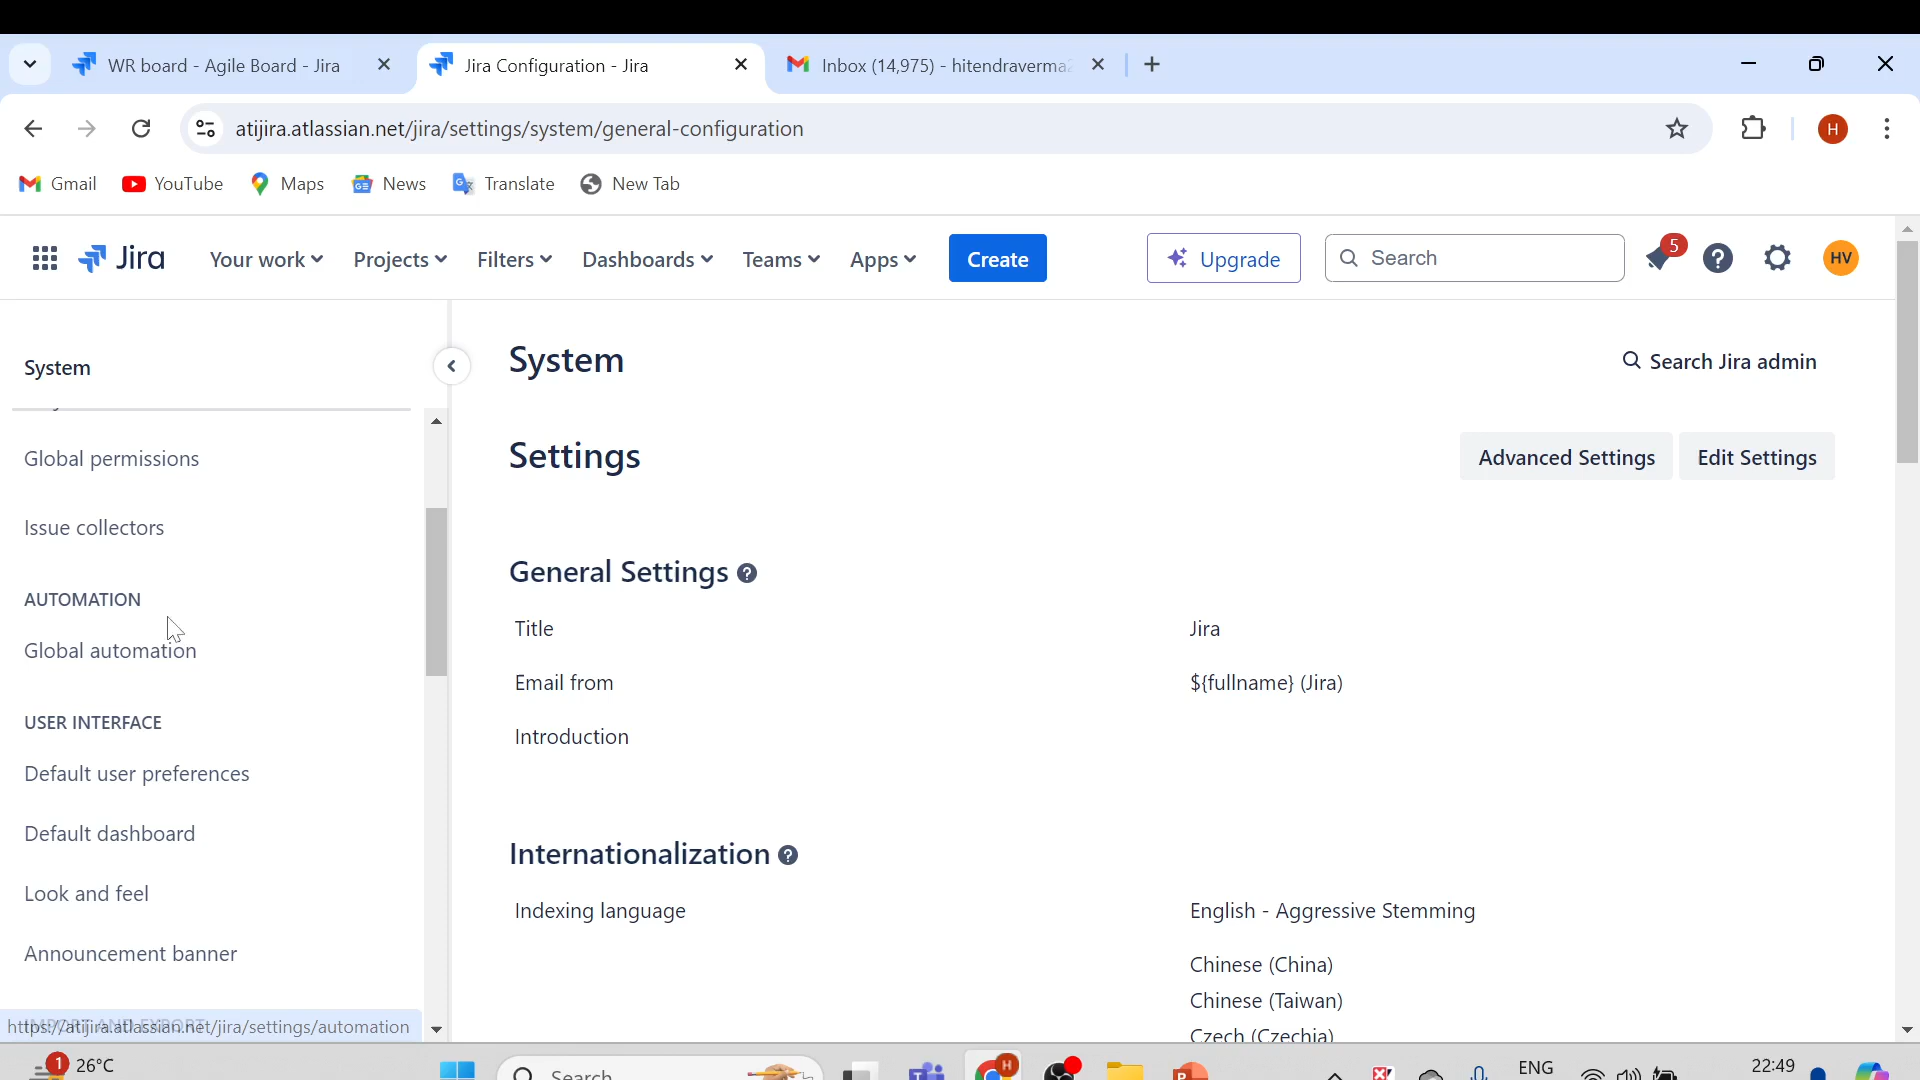 WR board - Agile Board - Jira
Jira Configuration - Jira
Inbox (14,975) - hitendraverma2
atijira.atlassian.net/jira/settings/system/general-configuration
H
Gmail
YouTube
Maps
News
Translate
New Tab
Jira
Your work
Projects
Filters
Dashboards
Teams
Apps
Create
Upgrade
Search
5
HV
System
Global permissions
Issue collectors
AUTOMATION
Global automation
USER INTERFACE
Default user preferences
Default dashboard
Look and feel
Announcement banner
IMPORT AND EXPORT
https://atijira.atlassian.net/jira/settings/automation
System
Search Jira admin
Settings
Advanced Settings
Edit Settings
General Settings
Title
Jira
Email from
${fullname} (Jira)
Introduction
Internationalization
Indexing language
English - Aggressive Stemming
Chinese (China)
Chinese (Taiwan)
Czech (Czechia)
1
26°C
Search
H
ENG
22:49